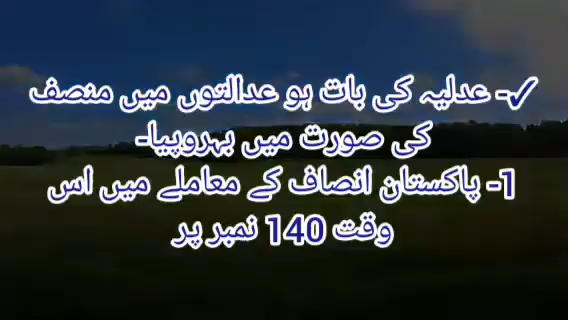 ✓- عدلیہ کی بات ہو عدالتوں میں منصف
کی صورت میں بہروپیا-
1- پاکستان انصاف کے معاملے میں اس
وقت 140 نمبر پر